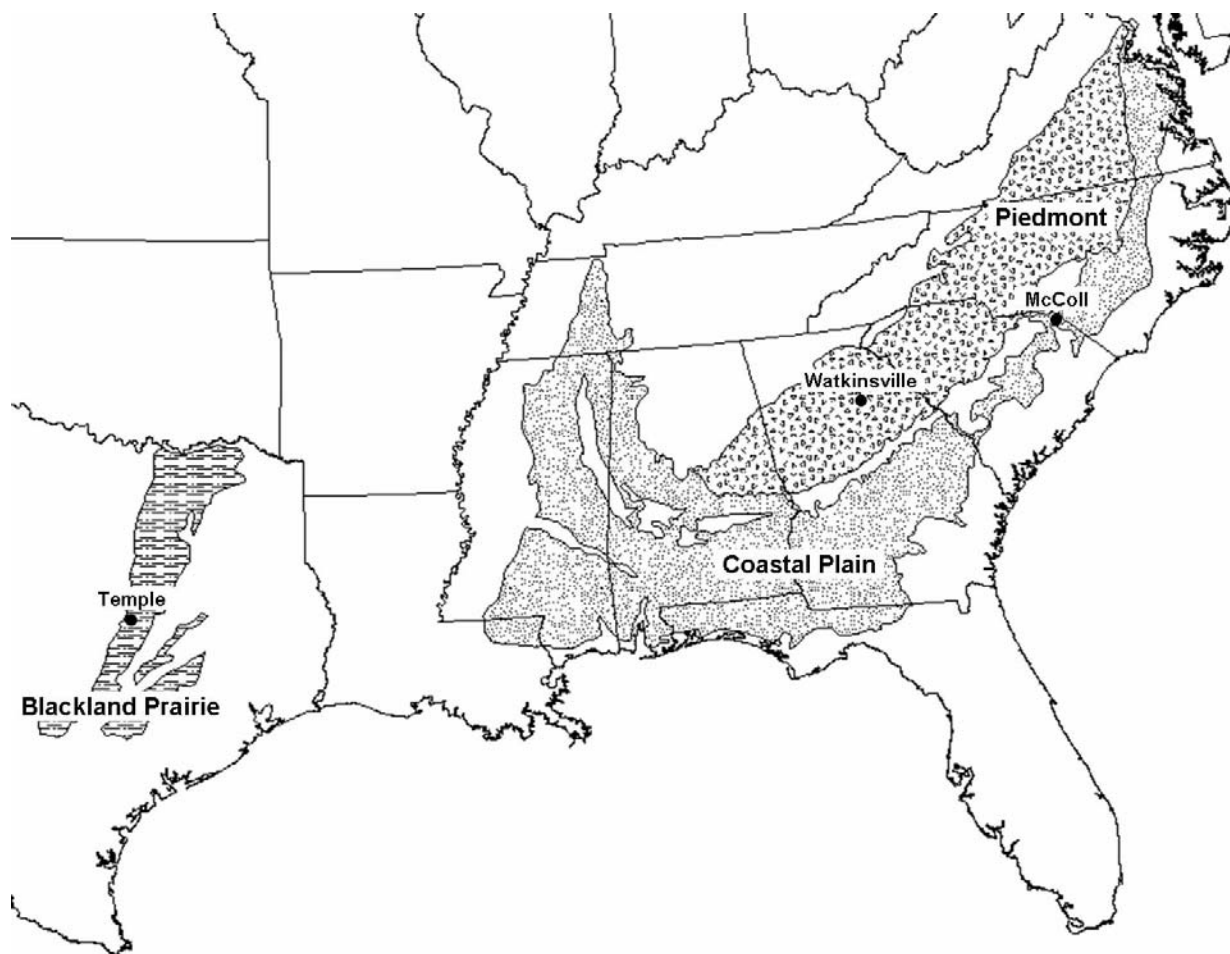 Piedmont
McColl
Watkinsville
Coastal Plain
Temple
Blackland Prairie